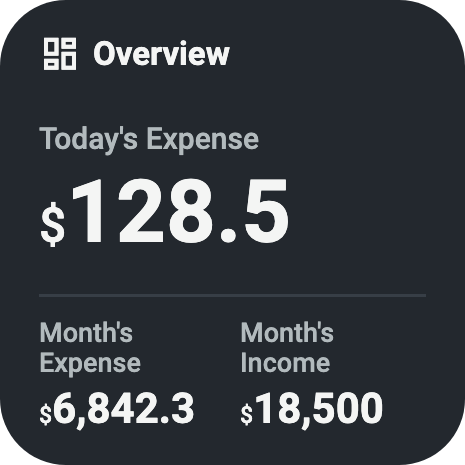 Overview
Today's Expense
$128.5
Month's
Expense
$6,842.3
Month's
Income
$18,500